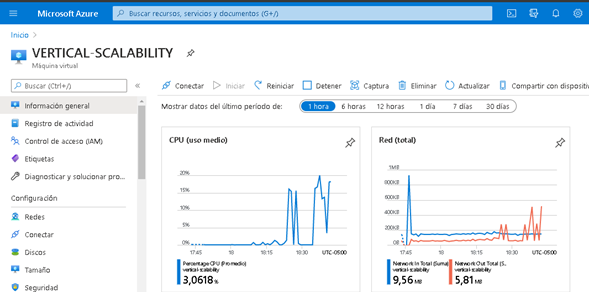 Microsoft Azure
Buscar recursos, servicios y documentos (G+/)
Inicio >
VERTICAL-SCALABILITY
Máquina virtual
Buscar (Ctrl+/)
Conectar Iniciar Reiniciar Detener Captura Eliminar Actualizar Compartir con dispositi
Información general
Registro de actividad
Control de acceso (IAM)
Etiquetas
Diagnosticar y solucionar pro...
Configuración
Redes
Conectar
Discos
Tamaño
Seguridad
Mostrar datos del último período de:
1 hora 6 horas 12 horas 1 día 7 días 30 días
CPU (uso medio)
20%
15%
10%
5%
0%
17:45 18 18:15 18:30 UTC-05:00
Percentage CPU (Promedio)
vertical-scalability
3,0618 %
Red (total)
1MB
800KB
600KB
400KB
200KB
0B
17:45 18 18:15 18:30 UTC-05:00
Network In Total (Suma)
vertical-scalability
9,56 MB
Network Out Total (S...
vertical-scalability
5,81 MB